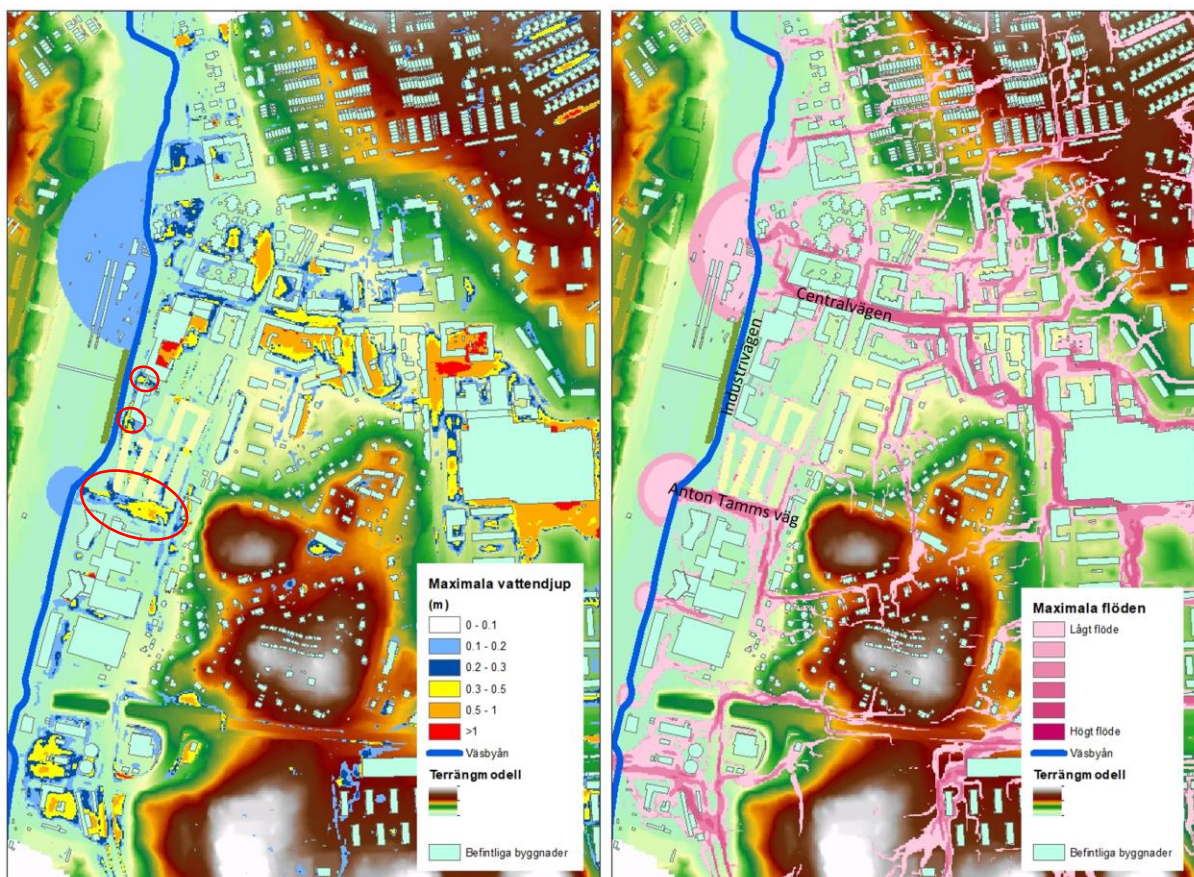 Maximala vattendjup
(m)
0 - 0.1
0.1 - 0.2
0.2 - 0.3
0.3 - 0.5
0.5 - 1
>1
Väsbyån
Terrängmodell
Befintliga byggnader
Centralvägen
Industrivägen
Anton Tamms väg
Maximala flöden
Lågt flöde
Högt flöde
Väsbyån
Terrängmodell
Befintliga byggnader